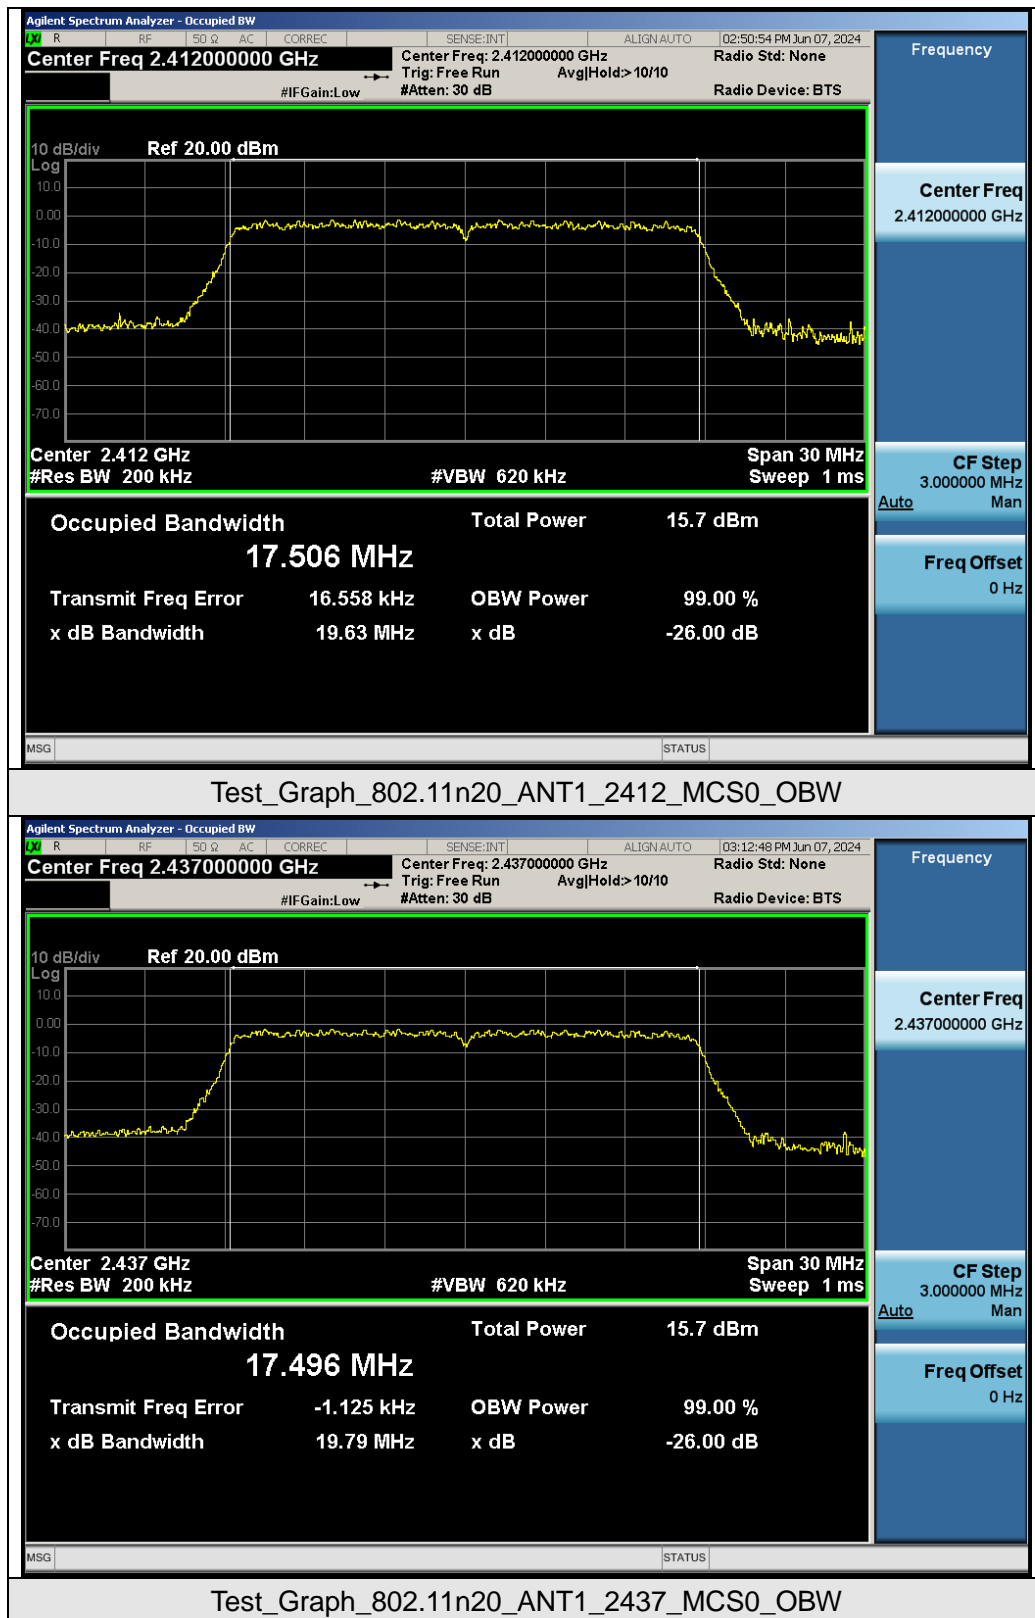 Agilent Spectrum Analyzer - Occupied BW
LXI R RF 50 Ω AC CORREC SENSE:INT ALIGN AUTO 02:50:54 PM Jun 07, 2024
Center Freq 2.412000000 GHz Center Freq: 2.412000000 GHz Radio Std: None
Trig: Free Run Avg|Hold:> 10/10
#IFGain:Low #Atten: 30 dB Radio Device: BTS
Frequency
10 dB/div Ref 20.00 dBm
Log
10.0
0.00
-10.0
-20.0
-30.0
-40.0
-50.0
-60.0
-70.0
Center 2.412 GHz Span 30 MHz
#Res BW 200 kHz #VBW 620 kHz Sweep 1 ms
Center Freq
2.412000000 GHz
CF Step
3.000000 MHz
Auto Man
Freq Offset
0 Hz
Occupied Bandwidth Total Power 15.7 dBm
17.506 MHz
Transmit Freq Error 16.558 kHz OBW Power 99.00 %
x dB Bandwidth 19.63 MHz x dB -26.00 dB
MSG STATUS
Test_Graph_802.11n20_ANT1_2412_MCS0_OBW
Agilent Spectrum Analyzer - Occupied BW
LXI R RF 50 Ω AC CORREC SENSE:INT ALIGN AUTO 03:12:48 PM Jun 07, 2024
Center Freq 2.437000000 GHz Center Freq: 2.437000000 GHz Radio Std: None
Trig: Free Run Avg|Hold:> 10/10
#IFGain:Low #Atten: 30 dB Radio Device: BTS
Frequency
10 dB/div Ref 20.00 dBm
Log
10.0
0.00
-10.0
-20.0
-30.0
-40.0
-50.0
-60.0
-70.0
Center 2.437 GHz Span 30 MHz
#Res BW 200 kHz #VBW 620 kHz Sweep 1 ms
Center Freq
2.437000000 GHz
CF Step
3.000000 MHz
Auto Man
Freq Offset
0 Hz
Occupied Bandwidth Total Power 15.7 dBm
17.496 MHz
Transmit Freq Error -1.125 kHz OBW Power 99.00 %
x dB Bandwidth 19.79 MHz x dB -26.00 dB
MSG STATUS
Test_Graph_802.11n20_ANT1_2437_MCS0_OBW